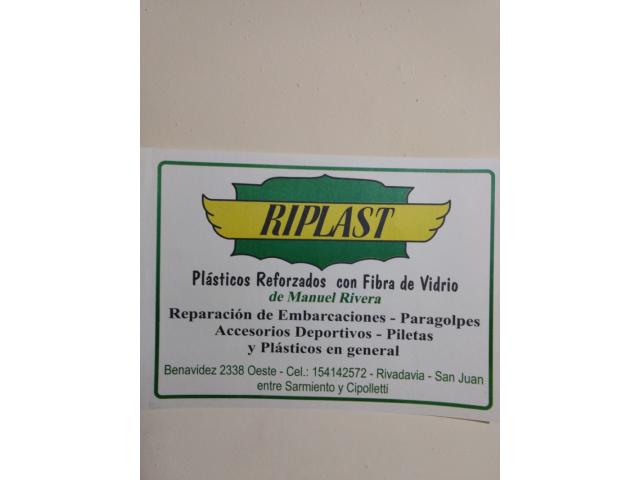 RIPLAST
Plásticos Reforzados con Fibra de Vidrio
de Manuel Rivera
Reparación de Embarcaciones - Paragolpes
Accesorios Deportivos - Piletas
y Plásticos en general
Benavidez 2338 Oeste - Cel.: 154142572 - Rivadavia - San Juan
entre Sarmiento y Cipolletti